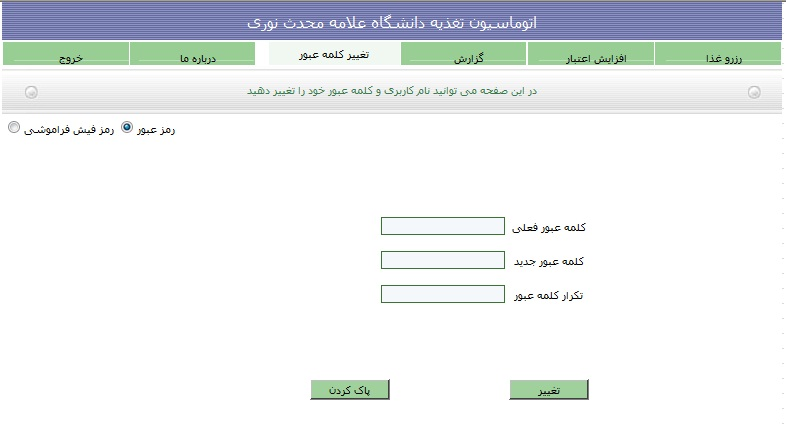 اتوماسیون تغذیه دانشگاه علامه محدث نوری
رزرو غذا
افزایش اعتبار
گزارش
تغییر کلمه عبور
درباره ما
خروج
در این صفحه می توانید نام کاربری و کلمه عبور خود را تغییر دهید
رمز عبور
رمز فیش فراموشی
کلمه عبور فعلی
کلمه عبور جدید
تکرار کلمه عبور
تغییر
پاک کردن